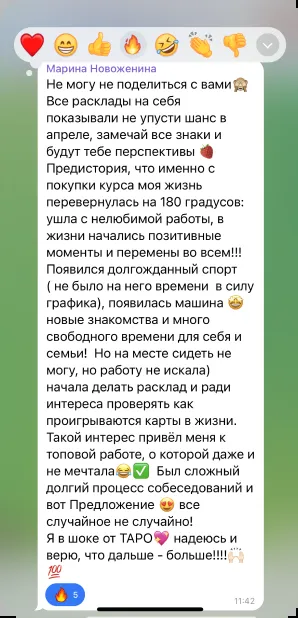 Марина Новоженина
Не могу не поделиться с вами🙈
Все расклады на себя
показывали не упусти шанс в
апреле, замечай все знаки и
будут тебе перспективы 🍓
Предистория, что именно с
покупки курса моя жизнь
перевернулась на 180 градусов:
ушла с нелюбимой работы, в
жизни начались позитивные
моменты и перемены во всем!!!
Появился долгожданный спорт
( не было на него времени  в силу
графика), появилась машина 🤩
новые знакомства и много
свободного времени для себя и
семьи!  Но на месте сидеть не
могу, но работу не искала)
начала делать расклад и ради
интереса проверять как
проигрываются карты в жизни.
Такой интерес привёл меня к
топовой работе, о которой даже и
не мечтала😂✅  Был сложный
долгий процесс собеседований и
вот Предложение 😍 все
случайное не случайно!
Я в шоке от ТАРО💖 надеюсь и
верю, что дальше - больше!!!!🙌🏻
💯
🔥 5
11:42